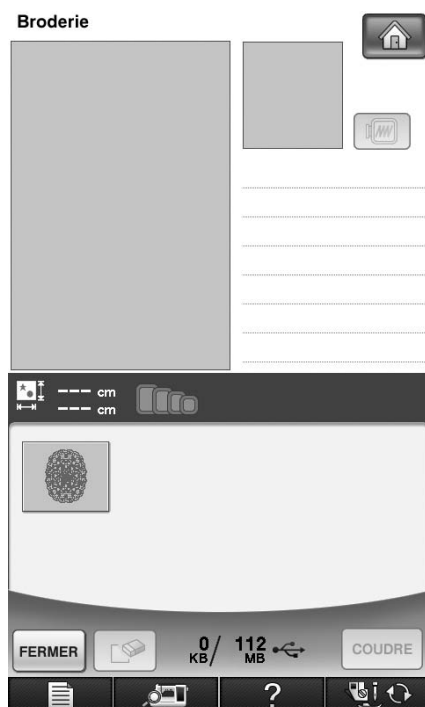 Broderie
--- cm
--- cm
FERMER
0 KB / 112 MB
COUDRE
?